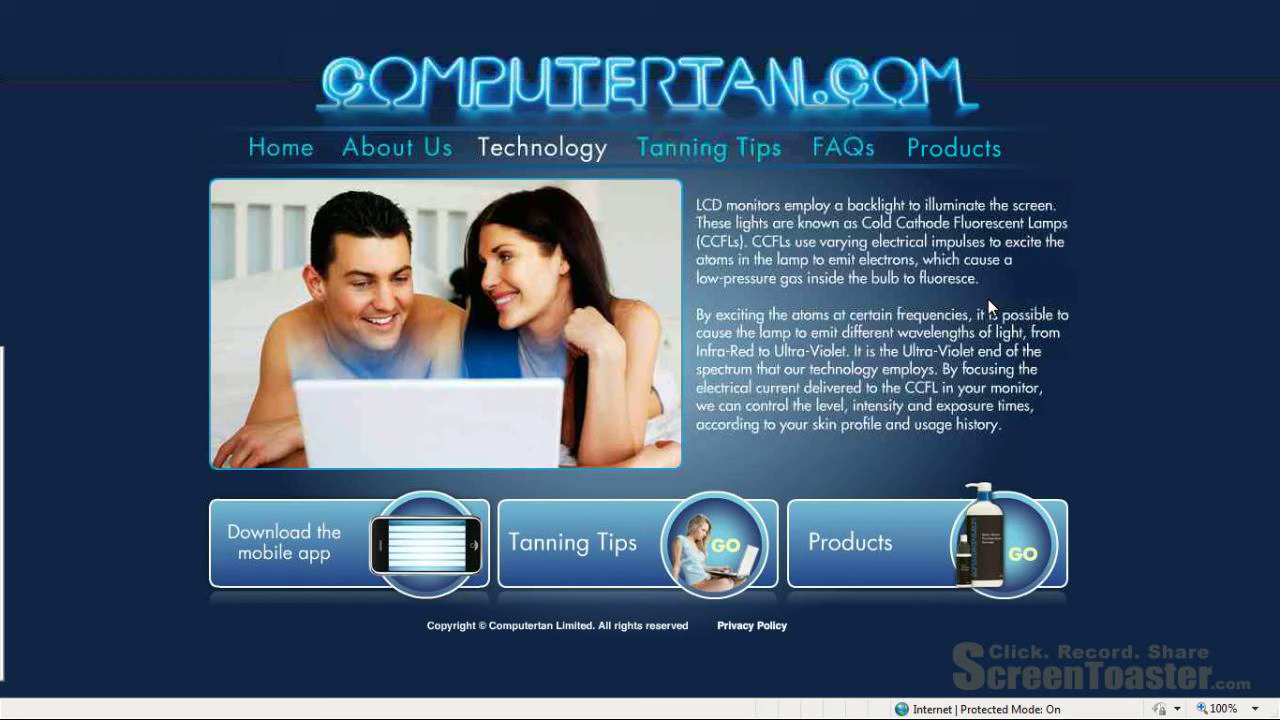 COMPUTERTAN.COM
Home About Us Technology Tanning Tips FAQs Products
LCD monitors employ a backlight to illuminate the screen.
These lights are known as Cold Cathode Fluorescent Lamps
(CCFLs). CCFLs use varying electrical impulses to excite the
atoms in the lamp to emit electrons, which cause a
low-pressure gas inside the bulb to fluoresce.
By exciting the atoms at certain frequencies, it is possible to
cause the lamp to emit different wavelengths of light, from
Infra-Red to Ultra-Violet. It is the Ultra-Violet end of the
spectrum that our technology employs. By focusing the
electrical current delivered to the CCFL in your monitor,
we can control the level, intensity and exposure times,
according to your skin profile and usage history.
Download the
mobile app
Tanning Tips GO
Products GO
Copyright © Computertan Limited. All rights reserved Privacy Policy
Click. Record. Share
ScreenToaster.com
Internet | Protected Mode: On 100%